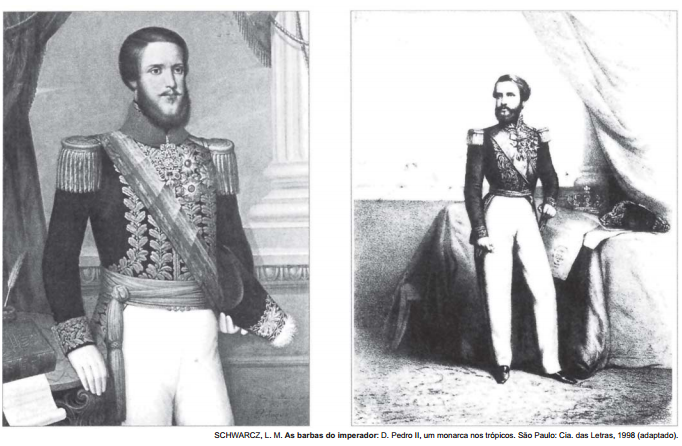 SCHWARCZ, L. M. As barbas do imperador: D. Pedro II, um monarca nos trópicos. São Paulo: Cia. das Letras, 1998 (adaptado).